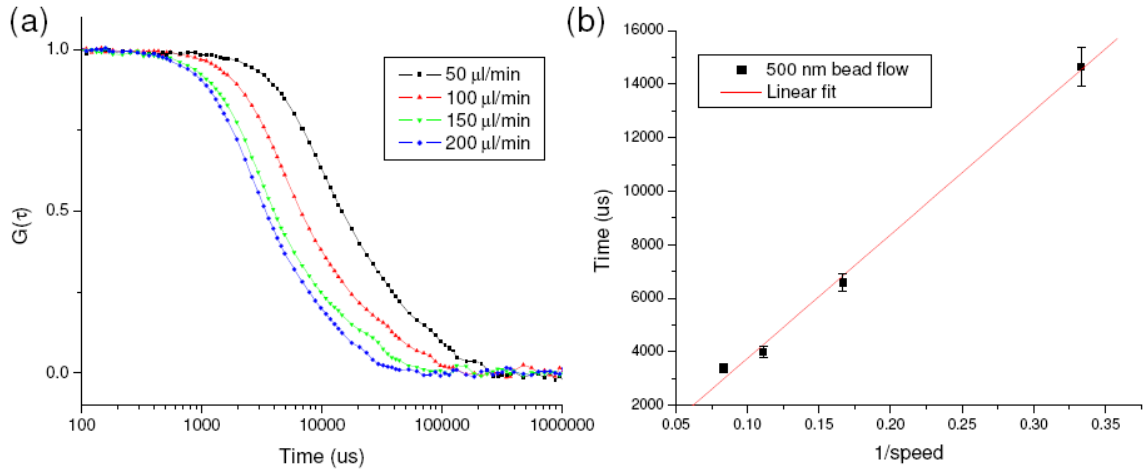 (a)
1.0
0.5
0.0
G(τ)
100
1000
10000
100000
1000000
Time (us)
50 μl/min
100 μl/min
150 μl/min
200 μl/min
(b)
16000
14000
12000
10000
8000
6000
4000
2000
Time (us)
0.05
0.10
0.15
0.20
0.25
0.30
0.35
1/speed
500 nm bead flow
Linear fit